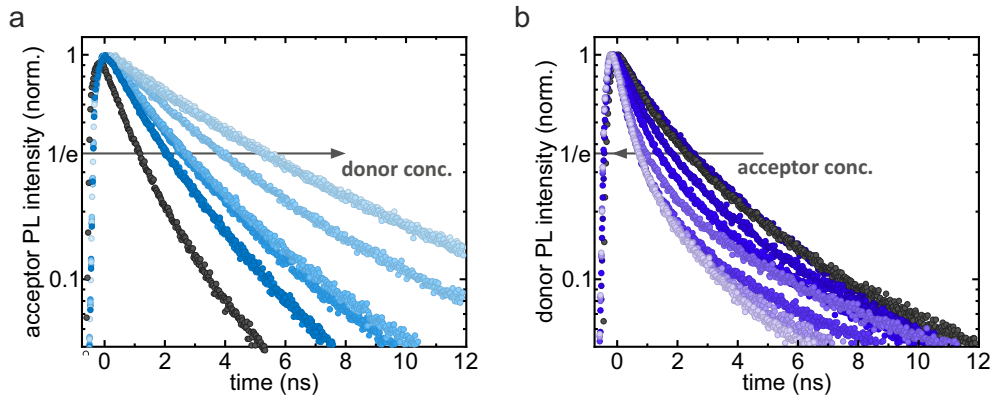 a
acceptor PL intensity (norm.)
1
1/e
0.1
donor conc.
0 2 4 6 8 10 12
time (ns)
b
donor PL intensity (norm.)
1
1/e
0.1
acceptor conc.
0 2 4 6 8 10 12
time (ns)